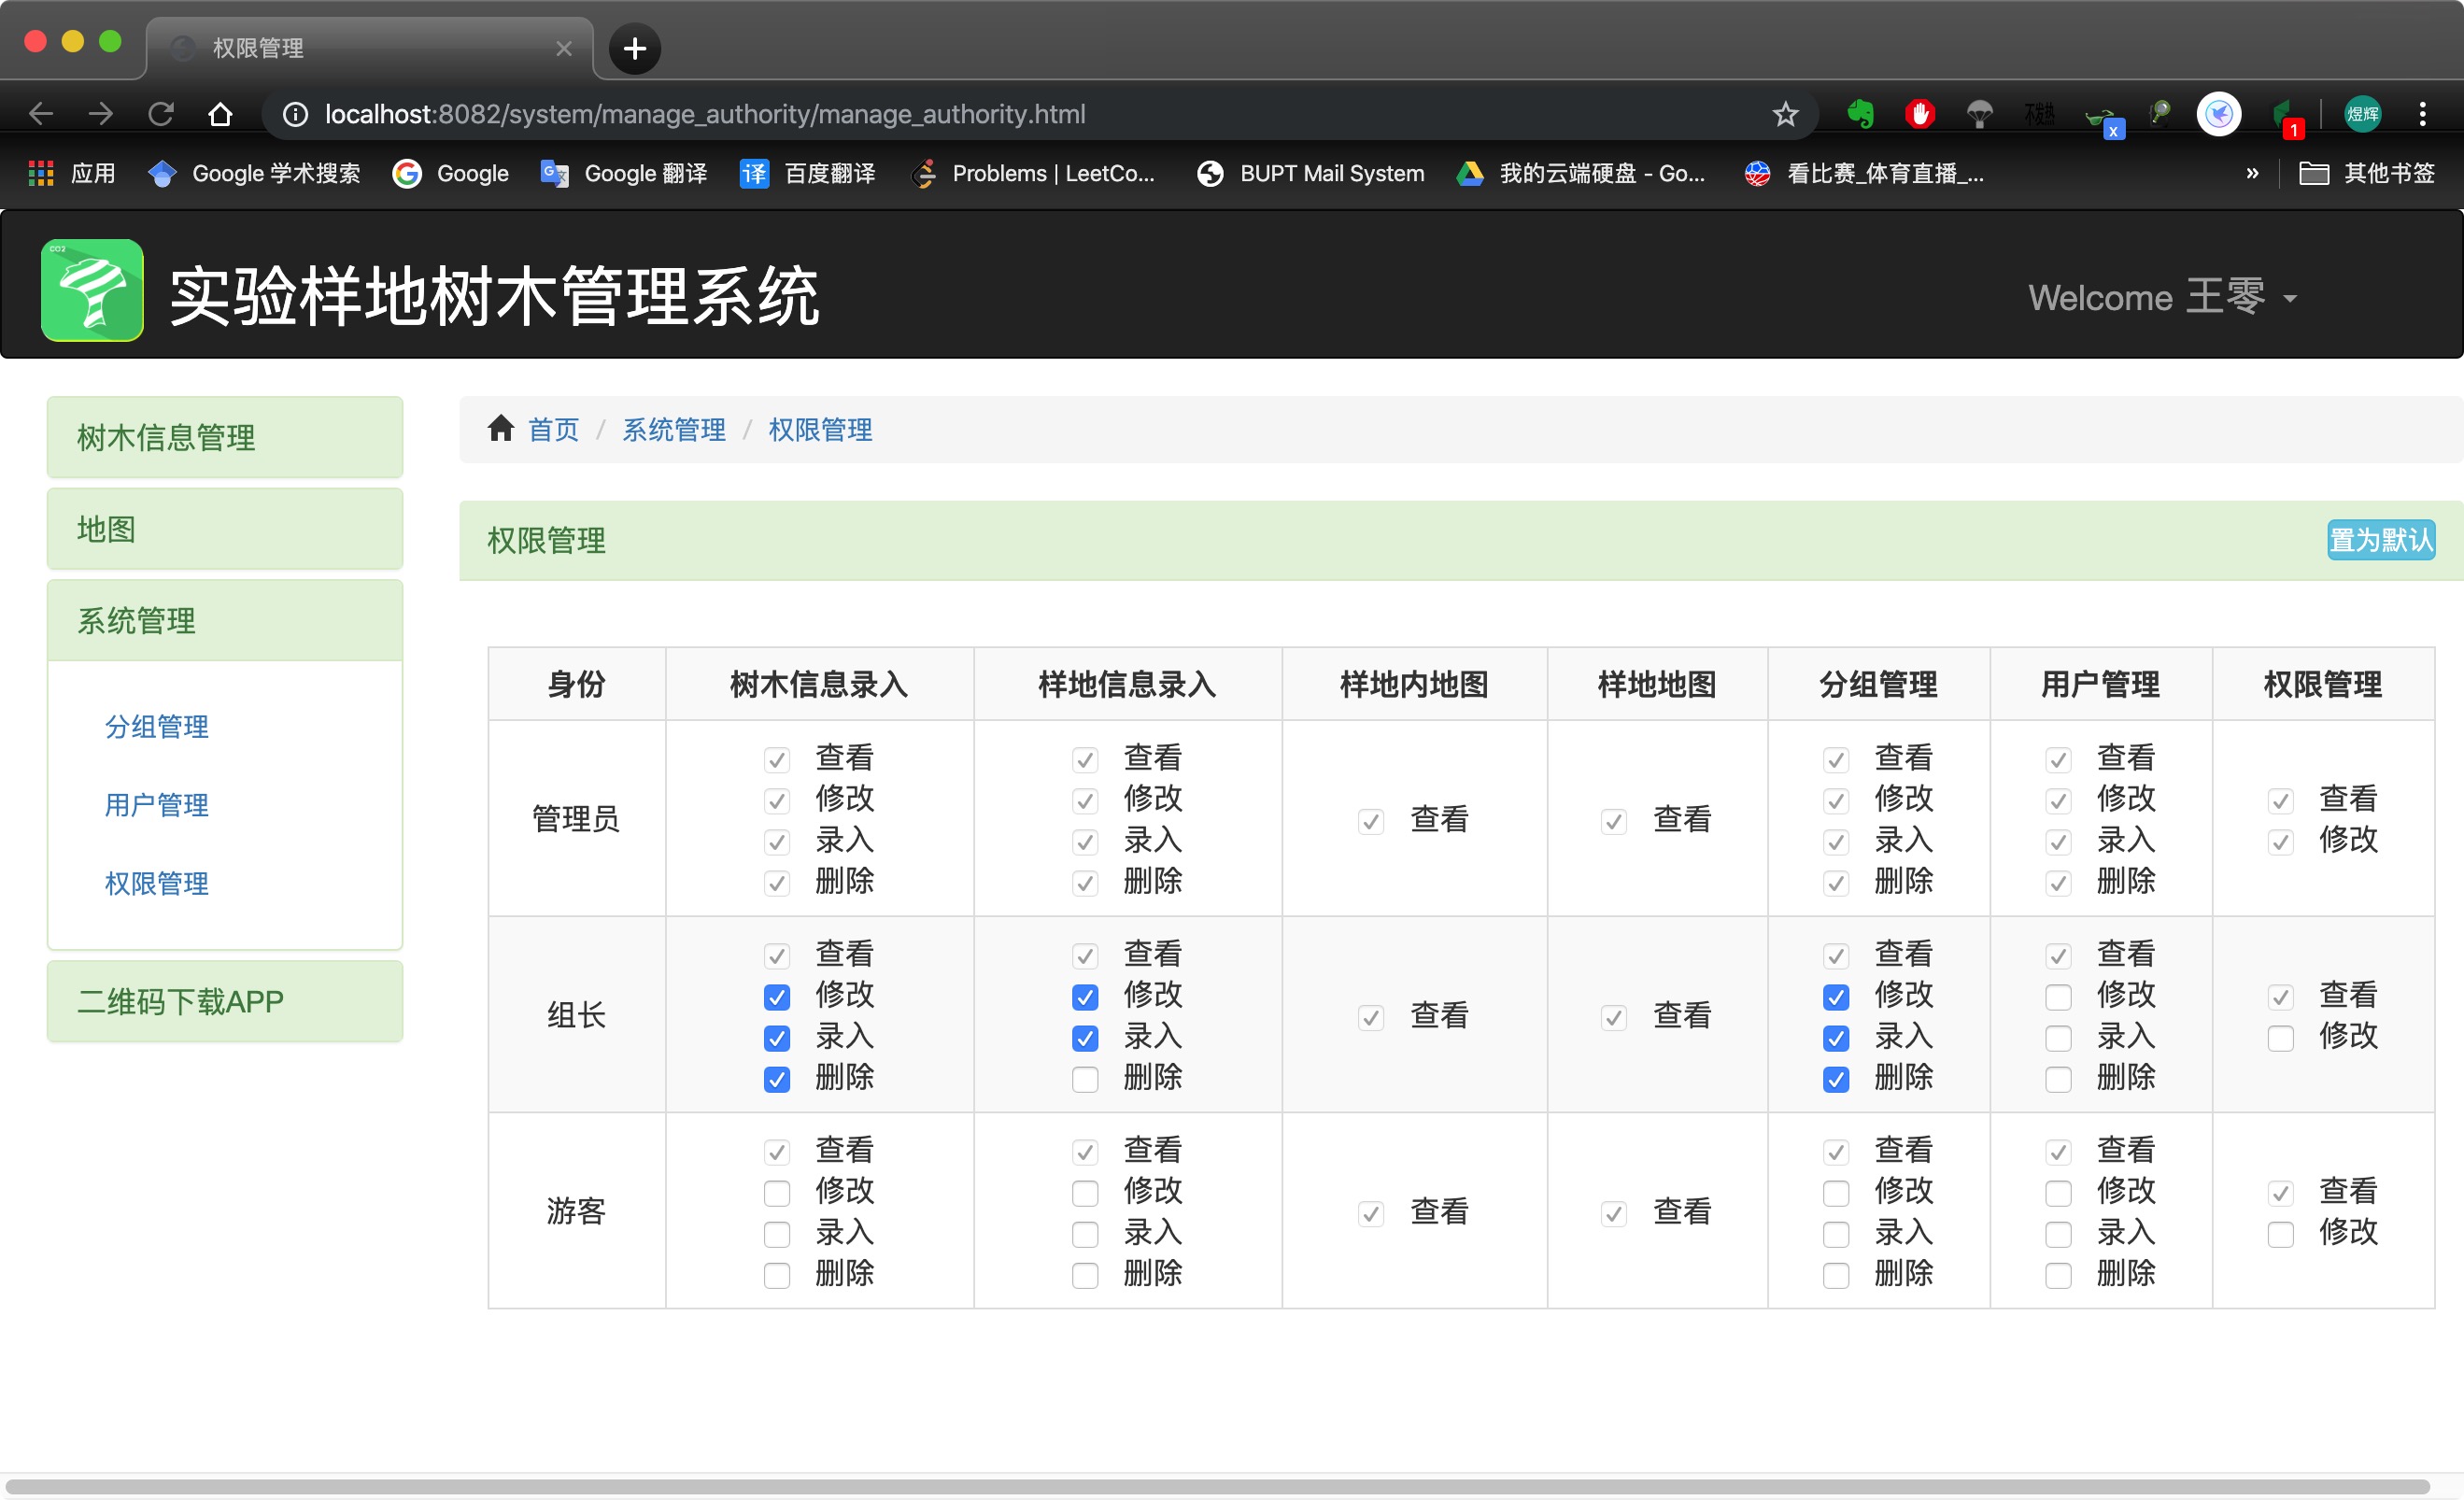 权限管理
localhost:8082/system/manage_authority/manage_authority.html
不发热
x
1
煜辉
应用
Google 学术搜索
Google
Google 翻译
译 百度翻译
Problems | LeetCo...
BUPT Mail System
我的云端硬盘 - Go...
看比赛_体育直播_...
»
其他书签
CO2
实验样地树木管理系统
Welcome 王零
树木信息管理
地图
系统管理
分组管理
用户管理
权限管理
二维码下载APP
首页 / 系统管理 / 权限管理
权限管理
置为默认
身份 树木信息录入 样地信息录入 样地内地图 样地地图 分组管理 用户管理 权限管理
管理员
查看
修改
录入
删除
查看
修改
录入
删除
查看
查看
查看
修改
录入
删除
查看
修改
录入
删除
查看
修改
组长
查看
修改
录入
删除
查看
修改
录入
删除
查看
查看
查看
修改
录入
删除
查看
修改
录入
删除
查看
修改
游客
查看
修改
录入
删除
查看
修改
录入
删除
查看
查看
查看
修改
录入
删除
查看
修改
录入
删除
查看
修改